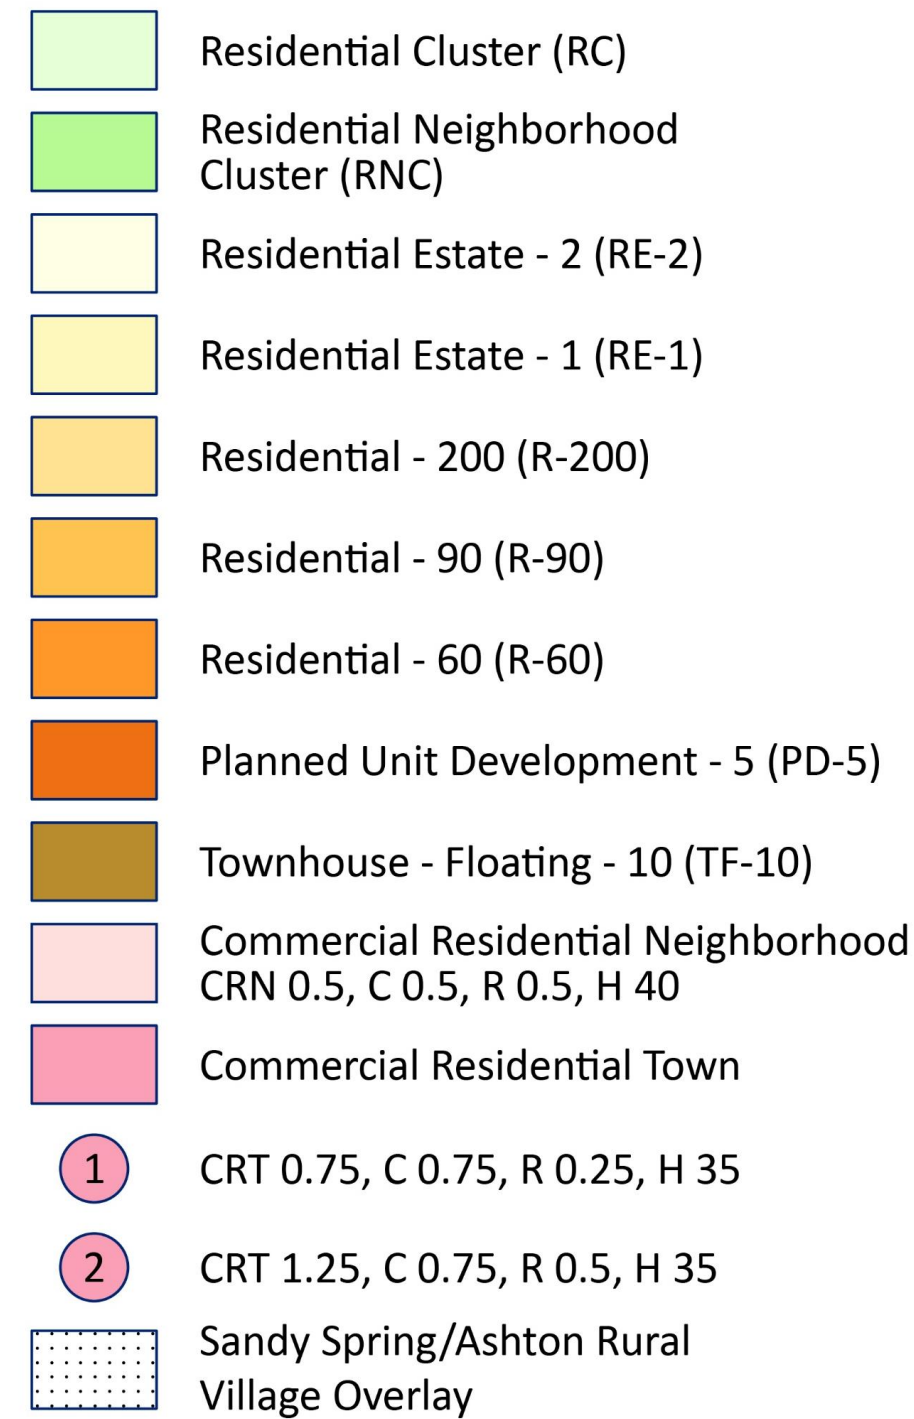 Residential Cluster (RC)
Residential Neighborhood
Cluster (RNC)
Residential Estate - 2 (RE-2)
Residential Estate - 1 (RE-1)
Residential - 200 (R-200)
Residential - 90 (R-90)
Residential - 60 (R-60)
Planned Unit Development - 5 (PD-5)
Townhouse - Floating - 10 (TF-10)
Commercial Residential Neighborhood
CRN 0.5, C 0.5, R 0.5, H 40
Commercial Residential Town
1 CRT 0.75, C 0.75, R 0.25, H 35
2 CRT 1.25, C 0.75, R 0.5, H 35
Sandy Spring/Ashton Rural
Village Overlay